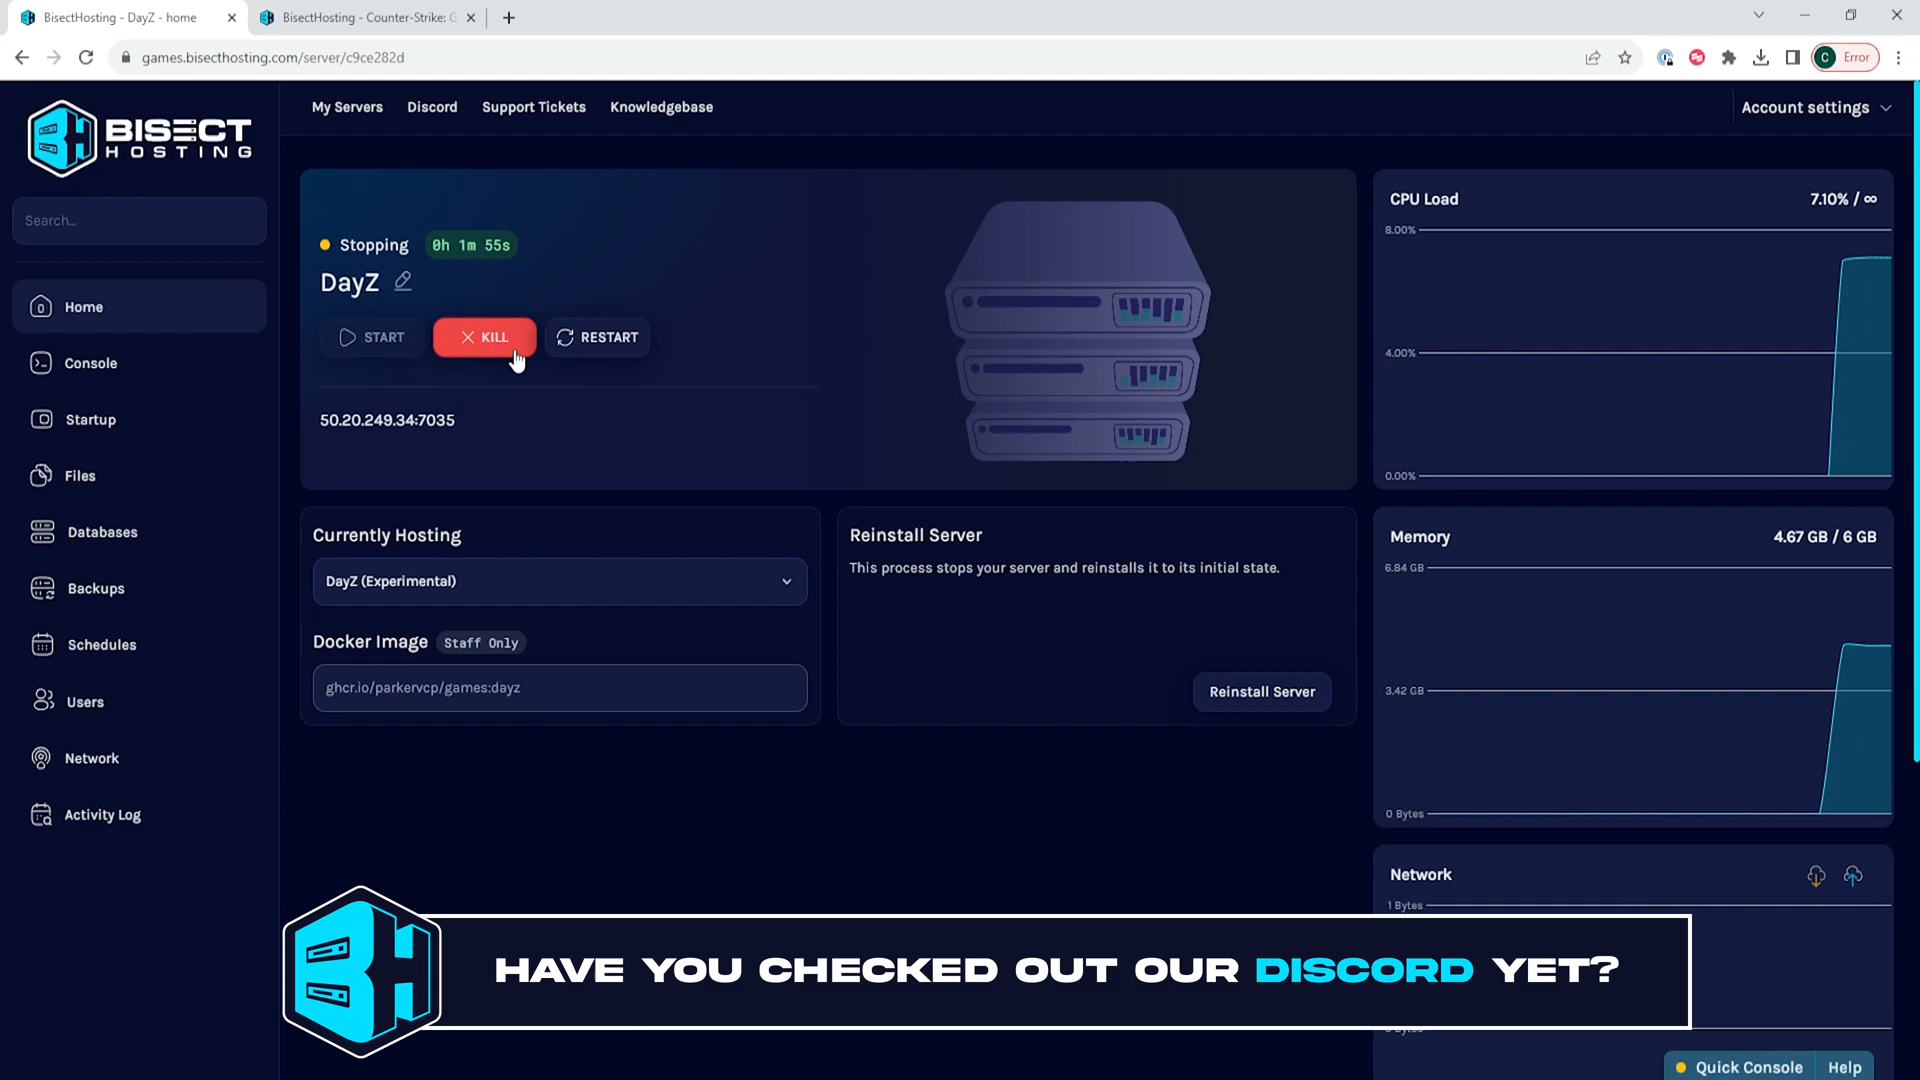 BisectHosting - DayZ - home
BisectHosting - Counter-Strike: G
games.bisecthosting.com/server/c9ce282d
C
Error
BISECT
HOSTING
My Servers
Discord
Support Tickets
Knowledgebase
Account settings
Search...
Home
Console
Startup
Files
Databases
Backups
Schedules
Users
Network
Activity Log
Stopping
0h 1m 55s
DayZ
START
KILL
RESTART
50.20.249.34:7035
Currently Hosting
DayZ (Experimental)
Docker Image
Staff Only
ghcr.io/parkervcp/games:dayz
Reinstall Server
This process stops your server and reinstalls it to its initial state.
Reinstall Server
CPU Load
7.10% / ∞
8.00%
4.00%
0.00%
Memory
4.67 GB / 6 GB
6.84 GB
3.42 GB
0 Bytes
Network
1 Bytes
HAVE YOU CHECKED OUT OUR DISCORD YET?
Quick Console
Help